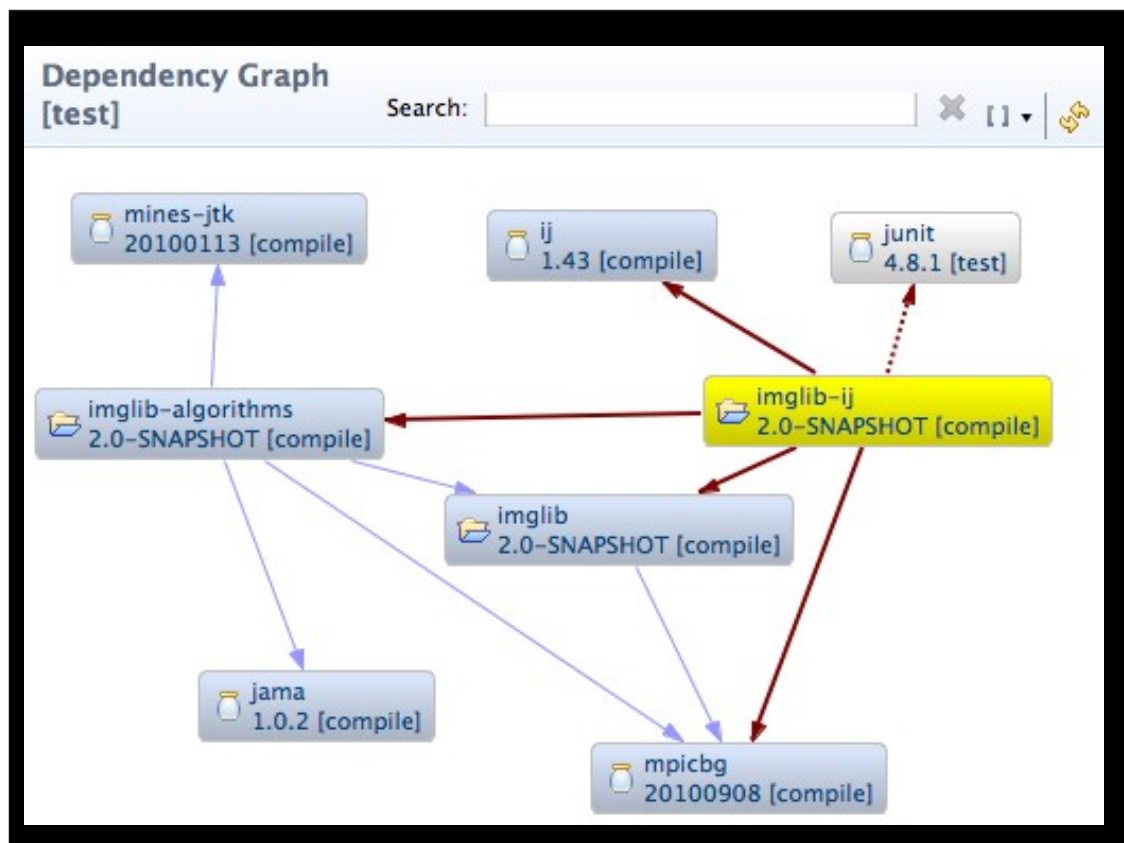 Dependency Graph
[test]
Search:
[ ]
mines-jtk
20100113 [compile]
ij
1.43 [compile]
junit
4.8.1 [test]
imglib-algorithms
2.0-SNAPSHOT [compile]
imglib-ij
2.0-SNAPSHOT [compile]
imglib
2.0-SNAPSHOT [compile]
jama
1.0.2 [compile]
mpicbg
20100908 [compile]